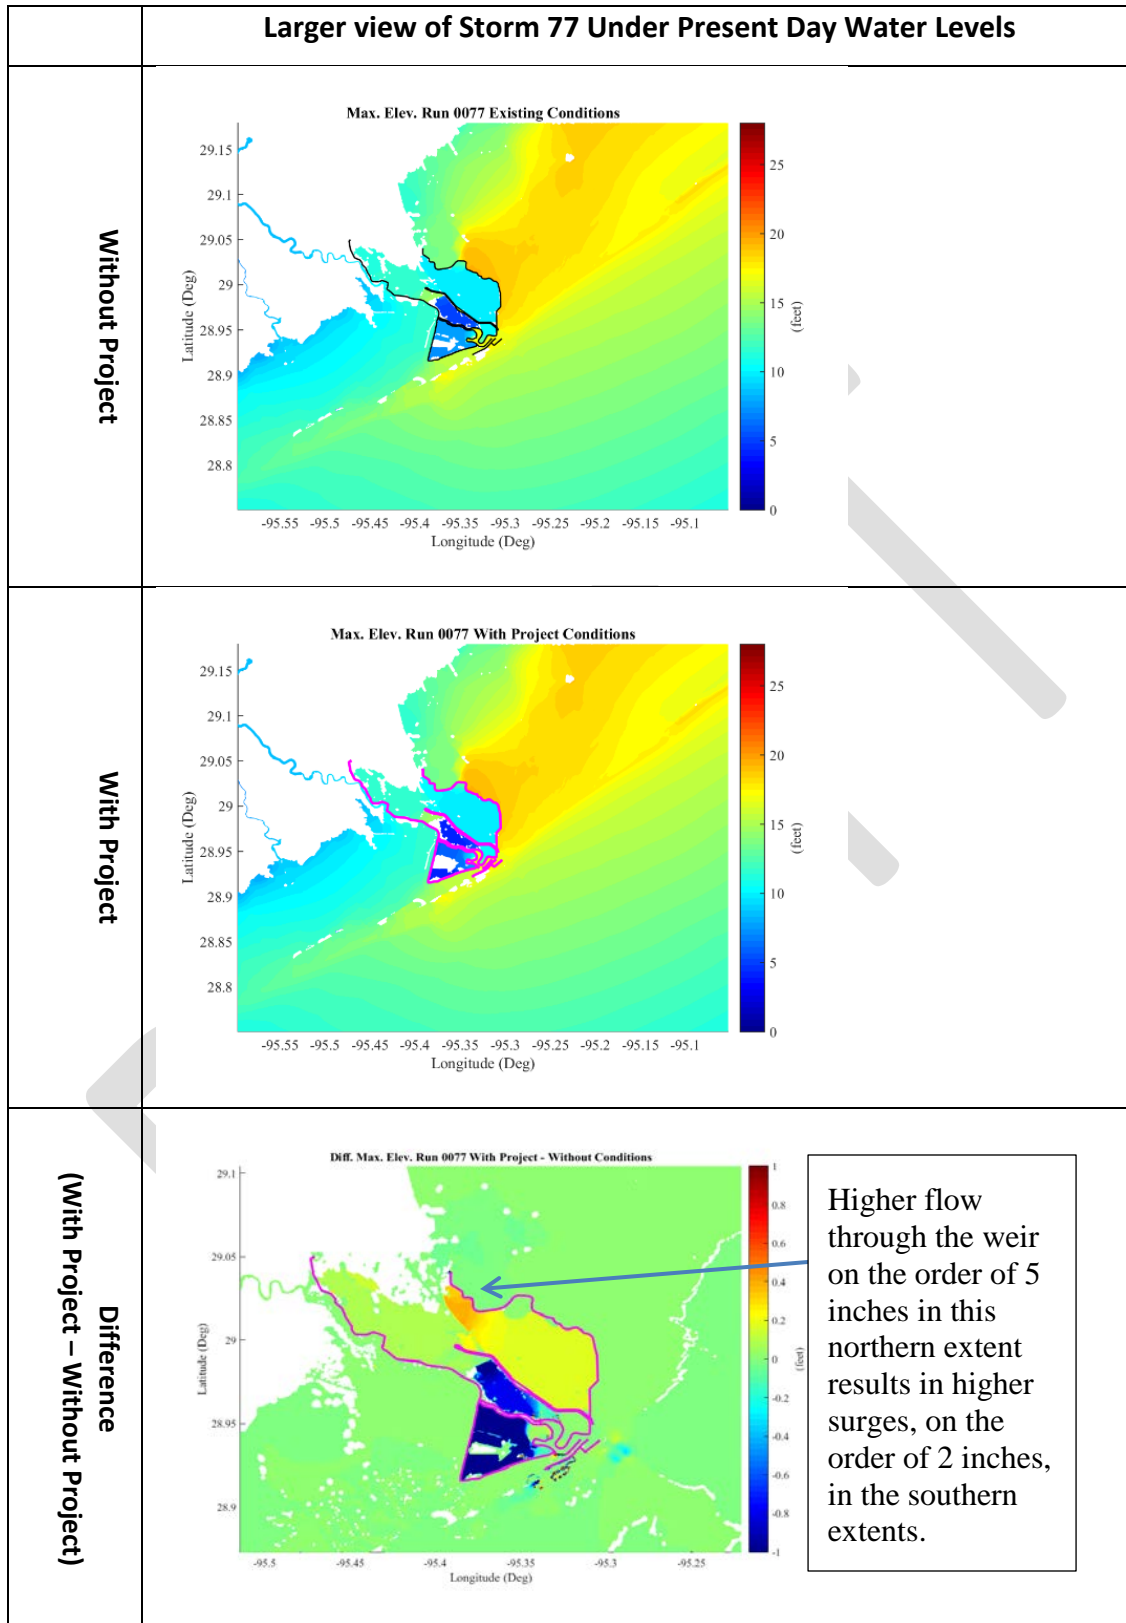 Larger view of Storm 77 Under Present Day Water Levels
Without Project
Max. Elev. Run 0077 Existing Conditions
29.15
29.1
29.05
29
28.95
28.9
28.85
28.8
Latitude (Deg)
-95.55 -95.5 -95.45 -95.4 -95.35 -95.3 -95.25 -95.2 -95.15 -95.1
Longitude (Deg)
25
20
15
10
5
0
(feet)
With Project
Max. Elev. Run 0077 With Project Conditions
29.15
29.1
29.05
29
28.95
28.9
28.85
28.8
Latitude (Deg)
-95.55 -95.5 -95.45 -95.4 -95.35 -95.3 -95.25 -95.2 -95.15 -95.1
Longitude (Deg)
25
20
15
10
5
0
(feet)
Difference
(With Project – Without Project)
Diff. Max. Elev. Run 0077 With Project - Without Conditions
29.1
29.05
29
28.95
28.9
Latitude (Deg)
-95.5 -95.45 -95.4 -95.35 -95.3
Longitude (Deg)
1
0.8
0.6
0.4
0.2
0
-0.2
-0.4
-0.6
-0.8
-1
(feet)
Higher flow
through the weir
on the order of 5
inches in this
northern extent
results in higher
surges, on the
order of 2 inches,
in the southern
extents.